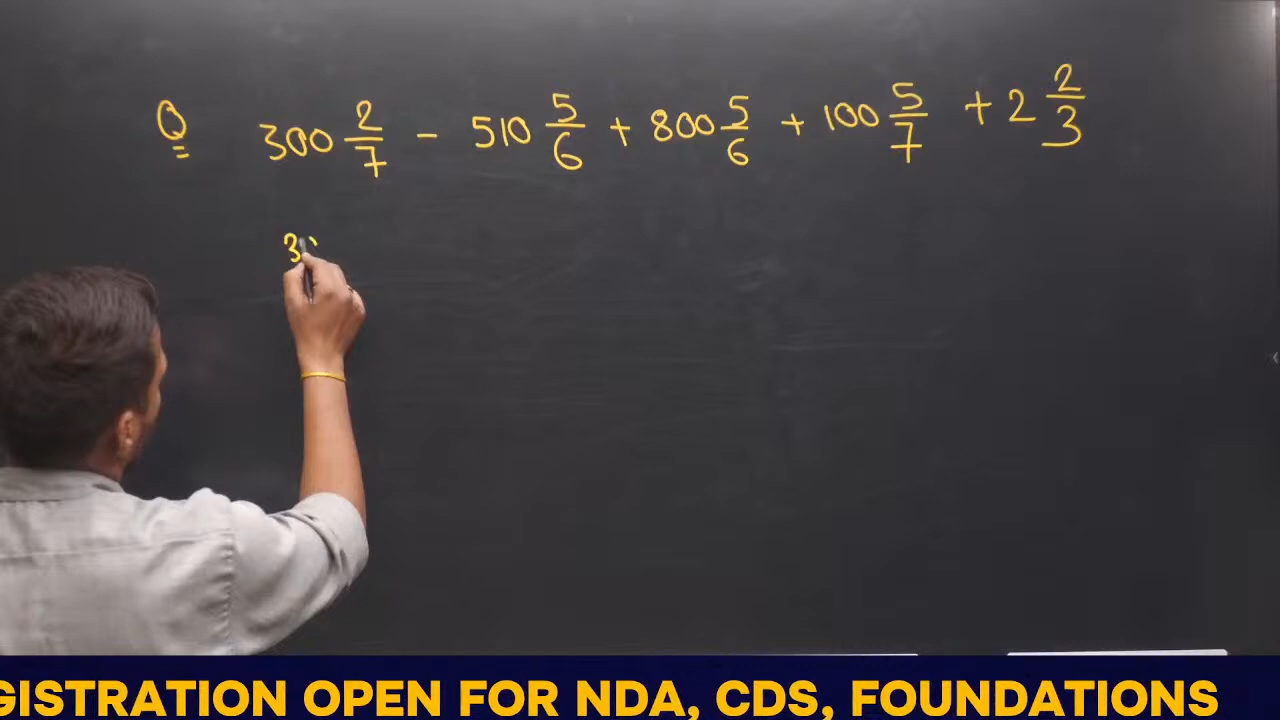 Q 300 2/7 - 510 5/6 + 800 5/6 + 100 5/7 + 2 2/3
3
GISTRATION OPEN FOR NDA, CDS, FOUNDATIONS